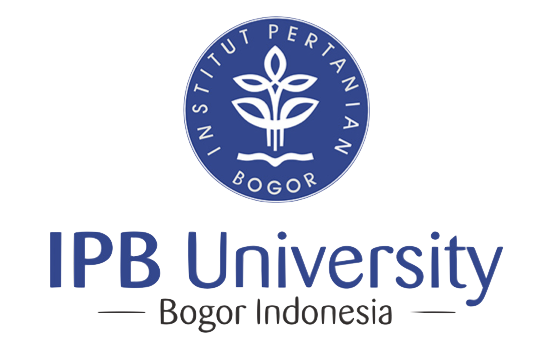 INSTITUT PERTANIAN
BOGOR
IPB University
Bogor Indonesia